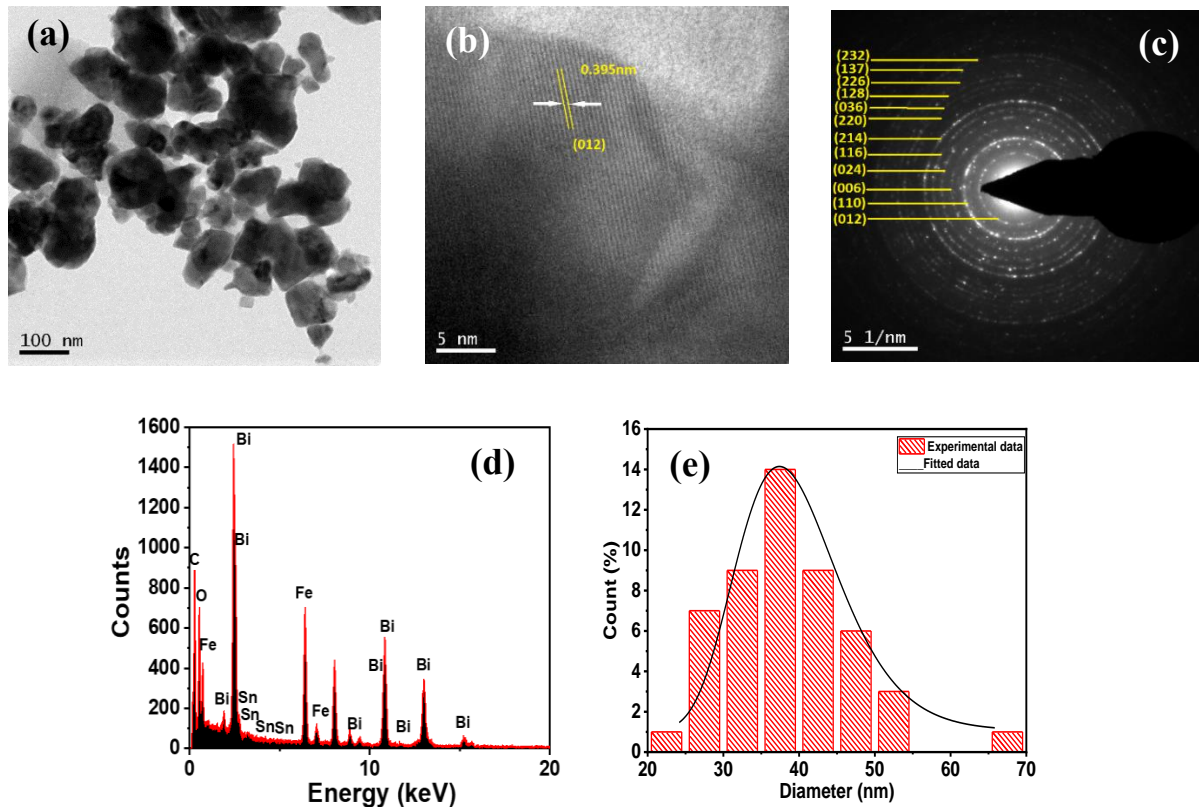 (a)
100 nm
(b)
0.395nm
(012)
5 nm
(c)
(232)
(137)
(226)
(128)
(036)
(220)
(214)
(116)
(024)
(006)
(110)
(012)
5 1/nm
(d)
Counts
1600
1400
1200
1000
800
600
400
200
0
C
O
Fe
Bi
Bi
Bi
Sn
Sn
SnSn
Fe
Fe
Bi
Bi
Bi
Bi
Bi
Bi
0
10
20
Energy (keV)
(e)
Experimental data
Fitted data
Count (%)
16
14
12
10
8
6
4
2
0
20
30
40
50
60
70
Diameter (nm)